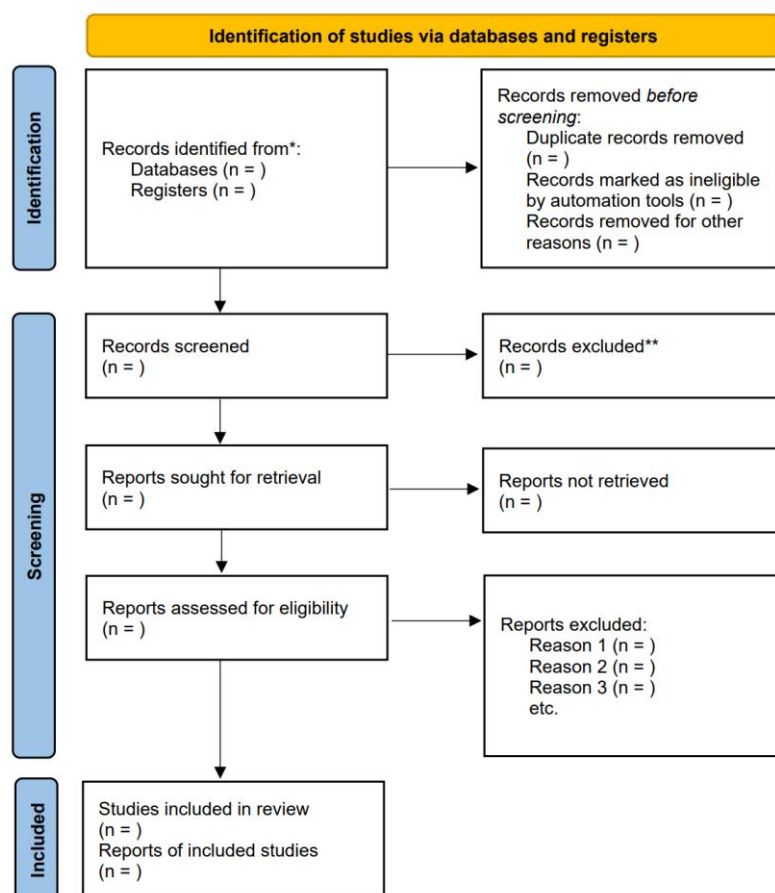 Identification of studies via databases and registers
Identification
Records identified from*:
Databases (n = )
Registers (n = )
Records removed before
screening:
Duplicate records removed
(n = )
Records marked as ineligible
by automation tools (n = )
Records removed for other
reasons (n = )
Screening
Records screened
(n = )
Records excluded**
(n = )
Reports sought for retrieval
(n = )
Reports not retrieved
(n = )
Reports assessed for eligibility
(n = )
Reports excluded:
Reason 1 (n = )
Reason 2 (n = )
Reason 3 (n = )
etc.
Included
Studies included in review
(n = )
Reports of included studies
(n = )